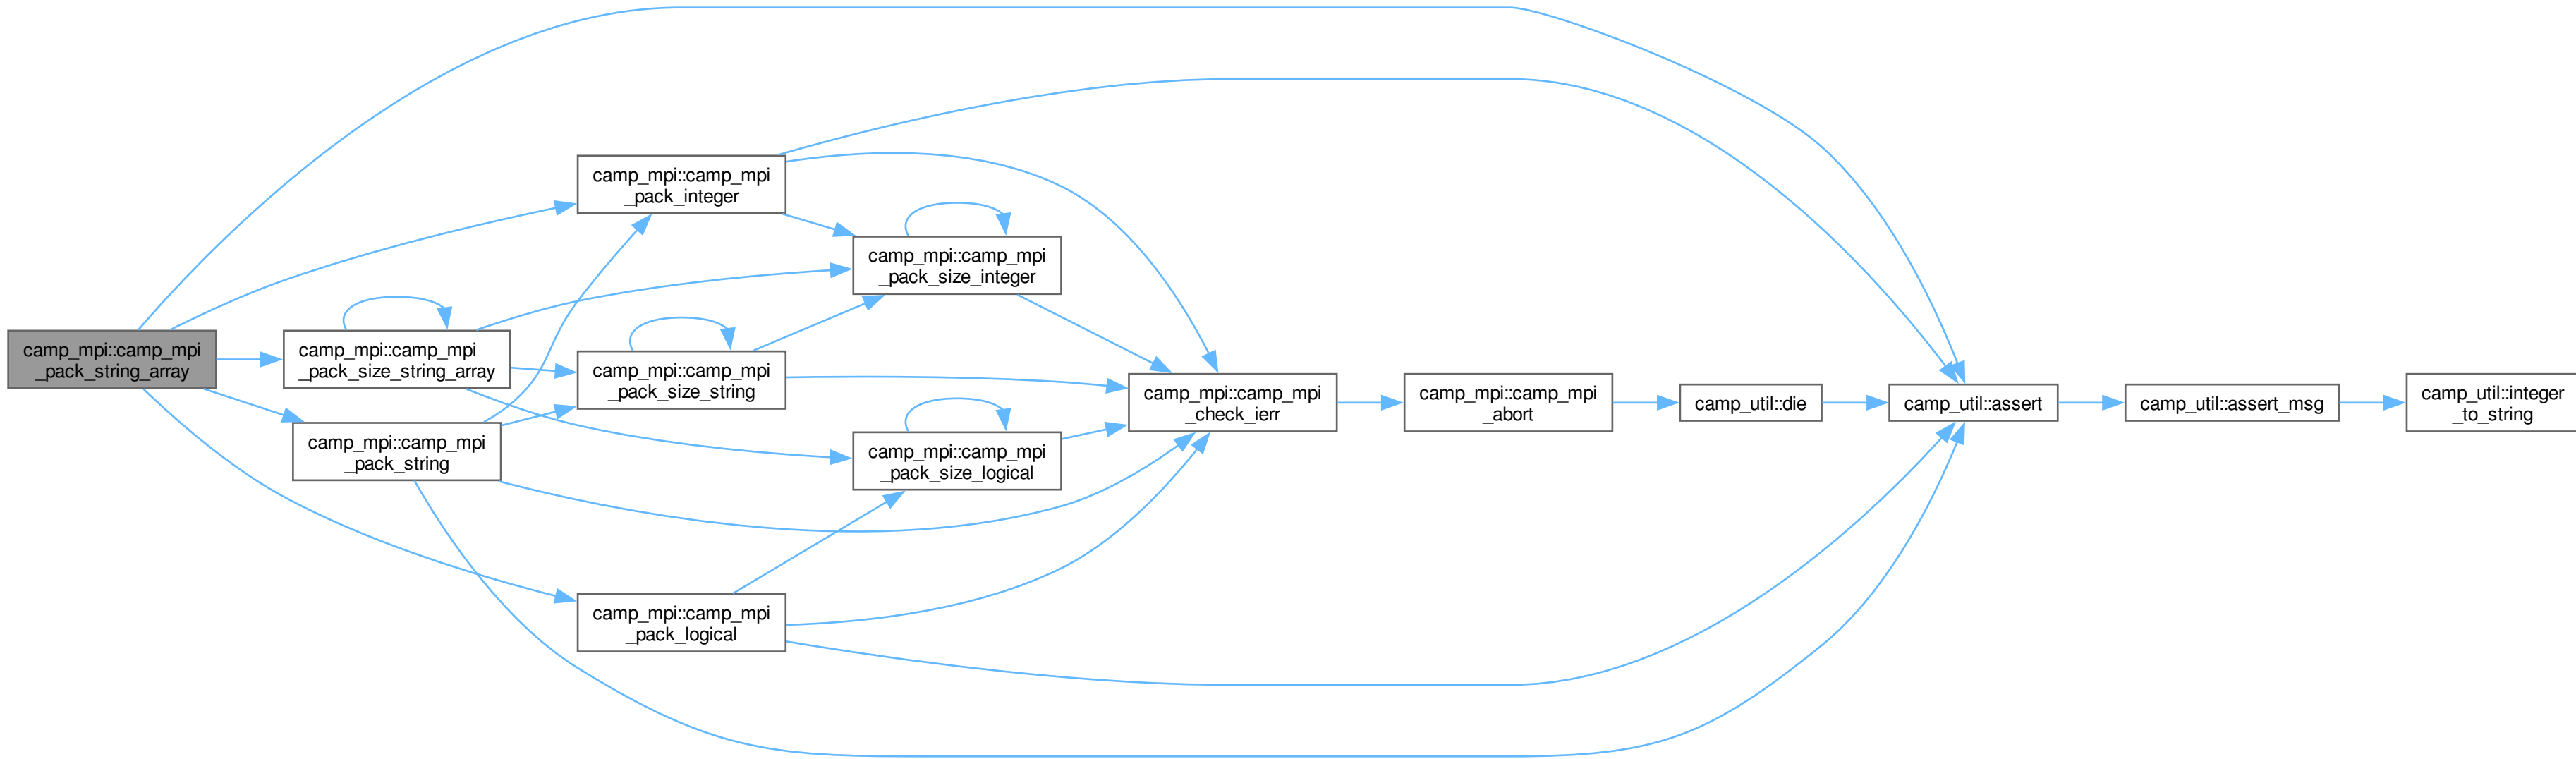 camp_mpi::camp_mpi
_pack_string_array
camp_mpi::camp_mpi
_pack_integer
camp_mpi::camp_mpi
_pack_size_integer
camp_mpi::camp_mpi
_pack_size_string_array
camp_mpi::camp_mpi
_pack_size_string
camp_mpi::camp_mpi
_pack_string
camp_mpi::camp_mpi
_pack_size_logical
camp_mpi::camp_mpi
_pack_logical
camp_mpi::camp_mpi
_check_ierr
camp_mpi::camp_mpi
_abort
camp_util::die
camp_util::assert
camp_util::assert_msg
camp_util::integer
_to_string